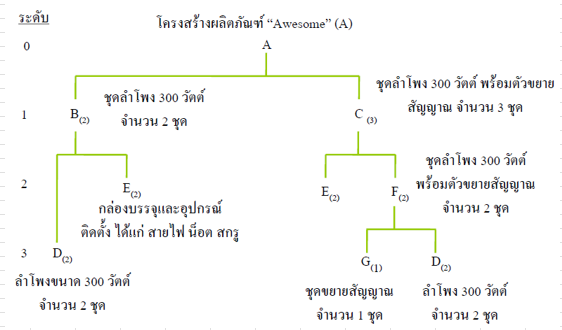 ระดับ
โครงสร้างผลิตภัณฑ์ “Awesome” (A)
0
A
ชุดลำโพง 300 วัตต์
จำนวน 2 ชุด
ชุดลำโพง 300 วัตต์ พร้อมตัวขยาย
สัญญาณ จำนวน 3 ชุด
1
B(2)
C (3)
ชุดลำโพง 300 วัตต์
พร้อมตัวขยายสัญญาณ
จำนวน 2 ชุด
2
E(2)
E(2)
F(2)
กล่องบรรจุและอุปกรณ์
ติดตั้ง ได้แก่ สายไฟ น็อต สกรู
3
D(2)
G(1)
D(2)
ลำโพงขนาด 300 วัตต์
จำนวน 2 ชุด
ชุดขยายสัญญาณ
จำนวน 1 ชุด
ลำโพง 300 วัตต์
จำนวน 2 ชุด